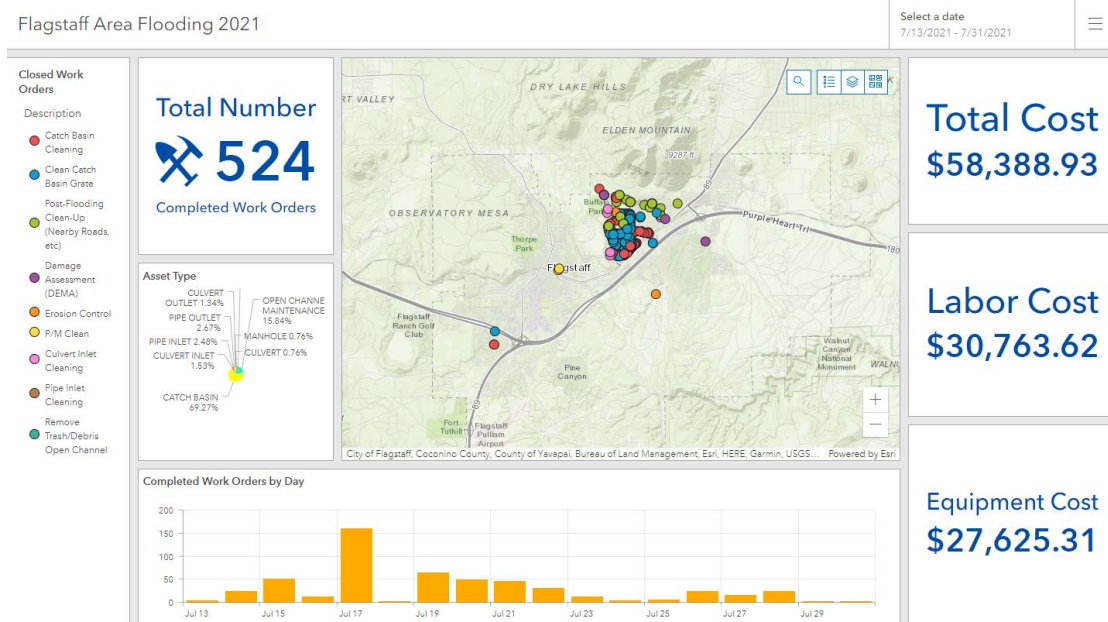 Flagstaff Area Flooding 2021
Select a date
7/13/2021 - 7/31/2021
Closed Work
Orders
Description
Catch Basin
Cleaning
Clean Catch
Basin Grate
Post-Flooding
Clean-Up
(Nearby Roads,
etc)
Damage
Assessment
(DEMA)
Erosion Control
P/M Clean
Culvert Inlet
Cleaning
Pipe Inlet
Cleaning
Remove
Trash/Debris
Open Channel
Total Number
524
Completed Work Orders
Asset Type
CULVERT
OUTLET 1.34%
PIPE OUTLET
2.67%
PIPE INLET 2.48%
CULVERT INLET
1.53%
CATCH BASIN
69.27%
OPEN CHANNE
MAINTENANCE
15.84%
MANHOLE 0.76%
CULVERT 0.76%
RT VALLEY
DRY LAKE HILLS
ELDEN MOUNTAIN
9287 ft
OBSERVATORY MESA
Thorpe
Park
Flagstaff
89
Purple Heart Trl
180
Flagstaff
Ranch Golf
Club
Pine
Canyon
Walnut
Canyon
National
Monument
WALNU
89
Fort
Tuthill
Flagstaff
Pulliam
Airport
City of Flagstaff, Coconino County, County of Yavapai, Bureau of Land Management, Esri, HERE, Garmin, USGS...
Powered by Esri
Total Cost
$58,388.93
Labor Cost
$30,763.62
Equipment Cost
$27,625.31
Completed Work Orders by Day
200
150
100
50
0
Jul 13
Jul 15
Jul 17
Jul 19
Jul 21
Jul 23
Jul 25
Jul 27
Jul 29